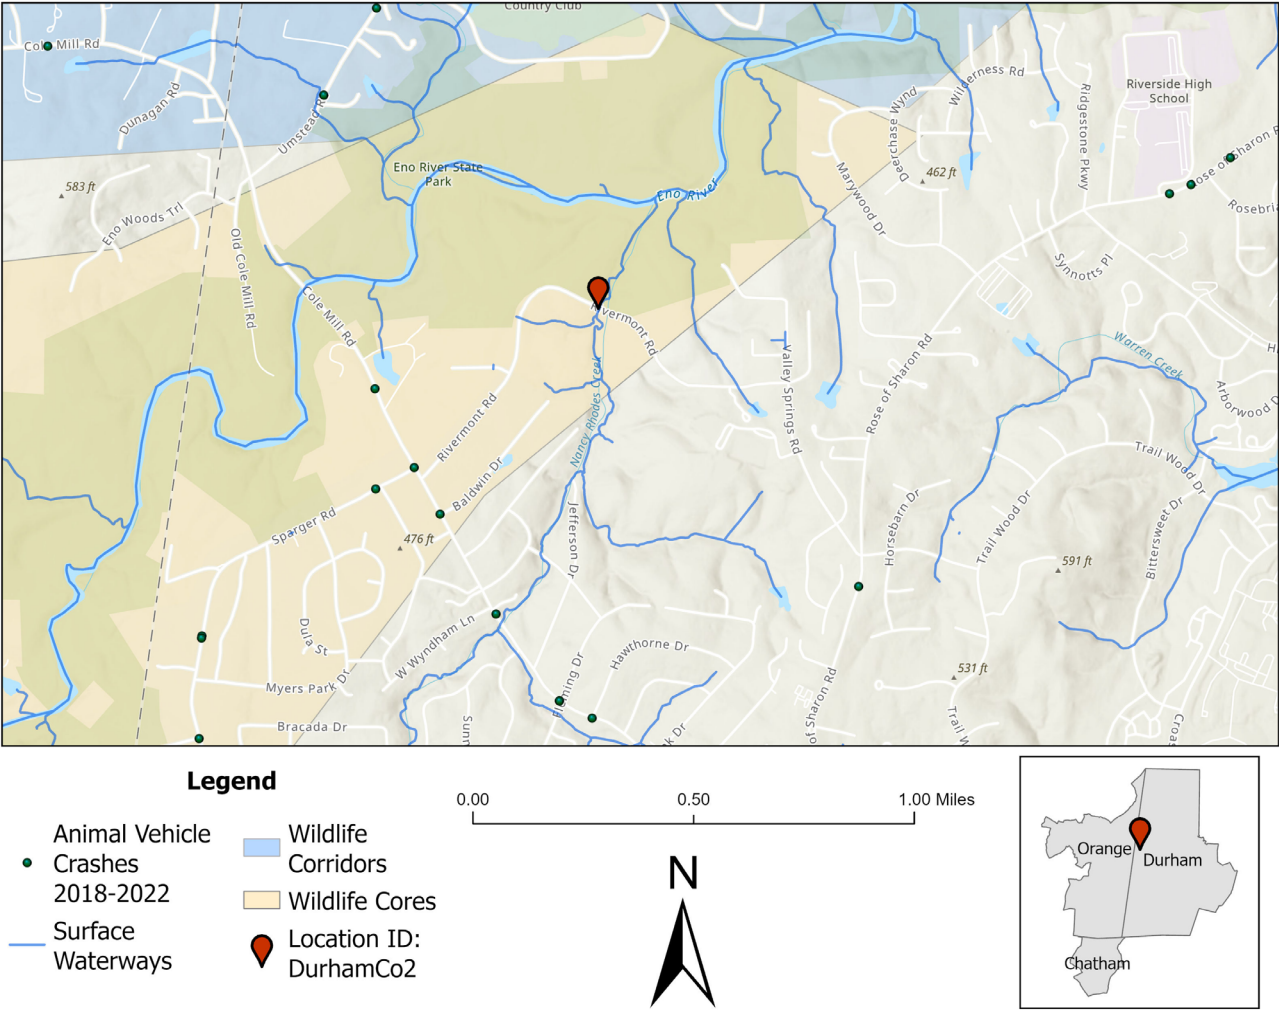 Country Club
Cole Mill Rd
Dunagan Rd
Umstead R
Wilderness Rd
Ridgestone Pkwy
Riverside High
School
Deerchase Wynd
Rose of Sharon R
Eno River State
Park
583 ft
462 ft
Eno River
Marywood Dr
Rosebria
Eno Woods Trl
Old Cole Mill Rd
Synnotts Pl
Cole Mill Rd
Rivermont Rd
Warren Creek
H
Valley Springs Rd
Rose of Sharon Rd
Arborwood D
Nancy Rhodes Creek
Rivermont Rd
Baldwin Dr
Trail Wood Dr
Sparger Rd
476 ft
Jefferson Dr
Horsebarn Dr
Trail Wood Dr
Bittersweet Dr
591 ft
Dula St
W Wyndham Ln
Hawthorne Dr
Fleming Dr
531 ft
Myers Park Dr
of Sharon Rd
Bracada Dr
Sunn
k Dr
Trail W
Croas
Legend
Animal Vehicle
Crashes
2018-2022
Surface
Waterways
Wildlife
Corridors
Wildlife Cores
Location ID:
DurhamCo2
0.00 0.50 1.00 Miles
N
Orange
Durham
Chatham